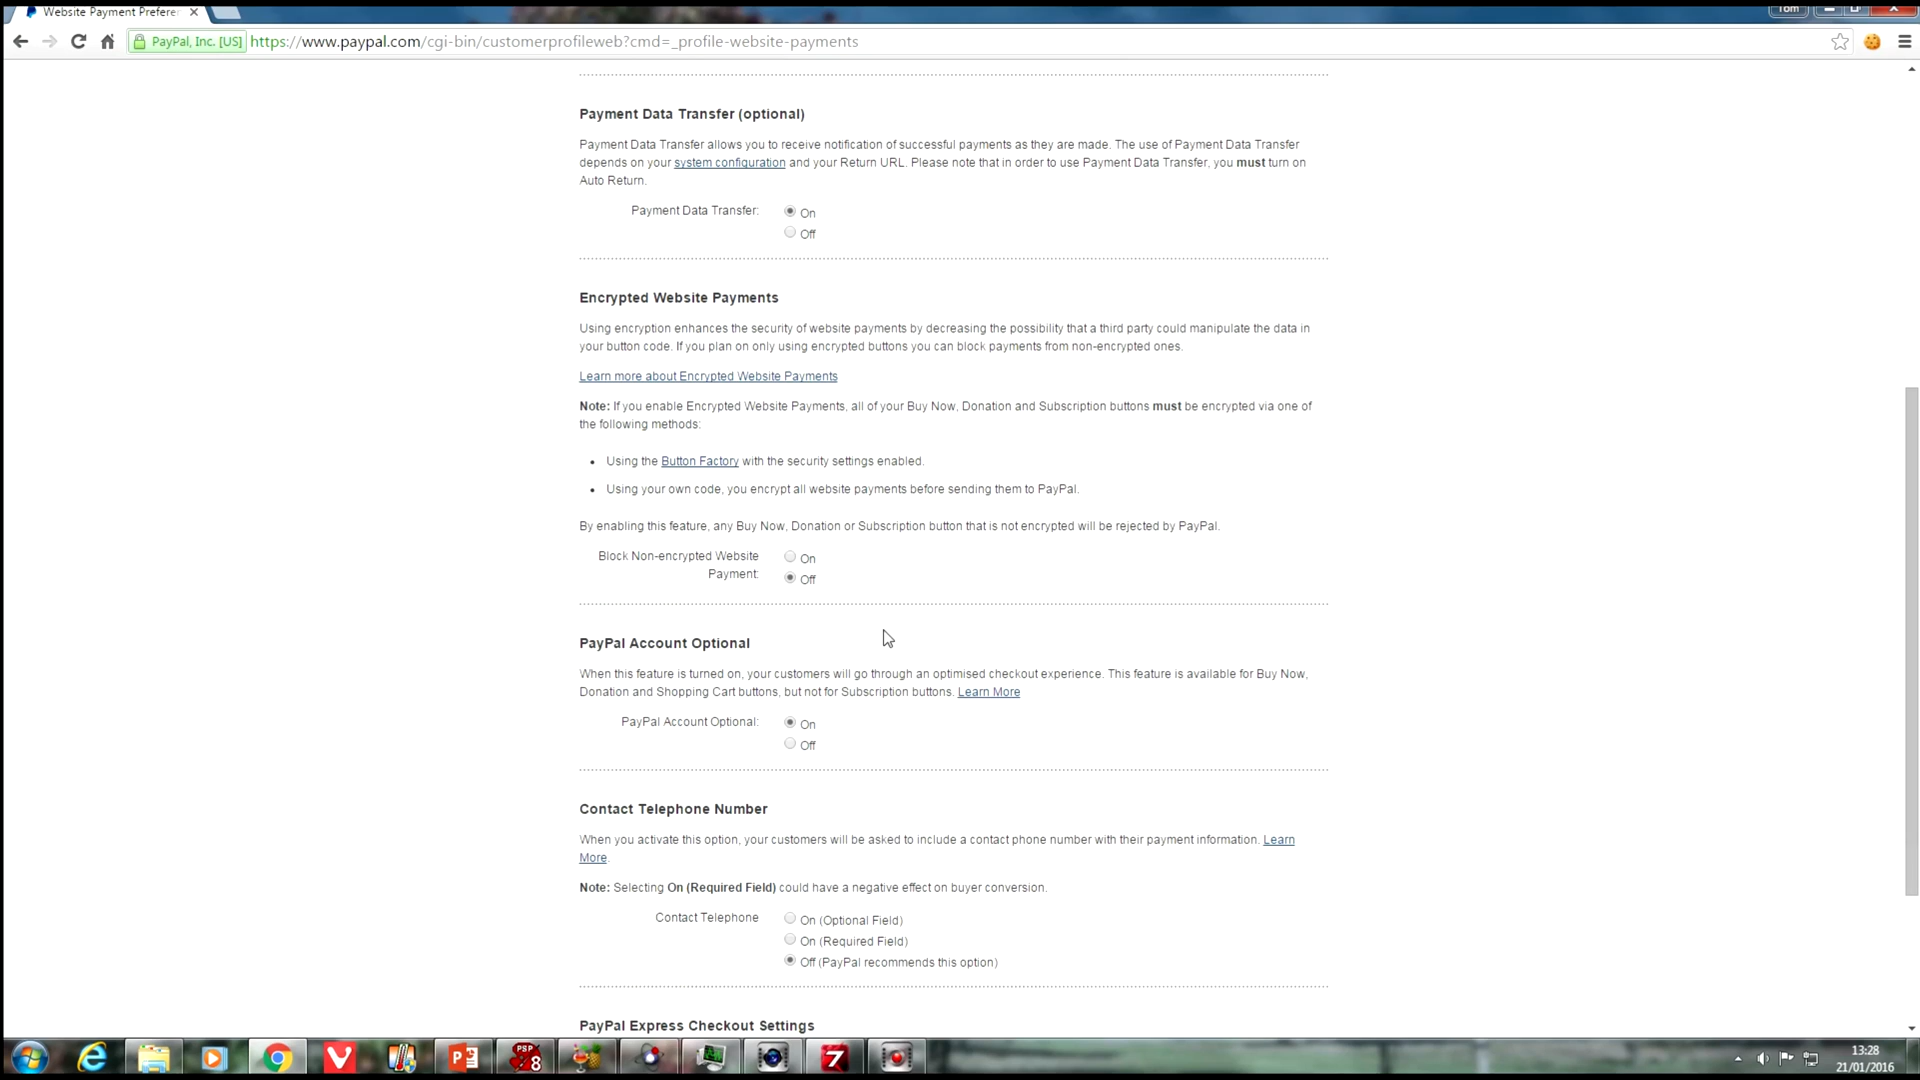 Website Payment Prefere
Tom
PayPal, Inc. [US] https://www.paypal.com/cgi-bin/customerprofileweb?cmd=_profile-website-payments
Payment Data Transfer (optional)
Payment Data Transfer allows you to receive notification of successful payments as they are made. The use of Payment Data Transfer
depends on your system configuration and your Return URL. Please note that in order to use Payment Data Transfer, you must turn on
Auto Return.
Payment Data Transfer: On
Off
Encrypted Website Payments
Using encryption enhances the security of website payments by decreasing the possibility that a third party could manipulate the data in
your button code. If you plan on only using encrypted buttons you can block payments from non-encrypted ones.
Learn more about Encrypted Website Payments
Note: If you enable Encrypted Website Payments, all of your Buy Now, Donation and Subscription buttons must be encrypted via one of
the following methods:
• Using the Button Factory with the security settings enabled.
• Using your own code, you encrypt all website payments before sending them to PayPal.
By enabling this feature, any Buy Now, Donation or Subscription button that is not encrypted will be rejected by PayPal.
Block Non-encrypted Website On
Payment: Off
PayPal Account Optional
When this feature is turned on, your customers will go through an optimised checkout experience. This feature is available for Buy Now,
Donation and Shopping Cart buttons, but not for Subscription buttons. Learn More
PayPal Account Optional: On
Off
Contact Telephone Number
When you activate this option, your customers will be asked to include a contact phone number with their payment information. Learn
More.
Note: Selecting On (Required Field) could have a negative effect on buyer conversion.
Contact Telephone On (Optional Field)
On (Required Field)
Off (PayPal recommends this option)
PayPal Express Checkout Settings
PSP
8
7
13:28
21/01/2016